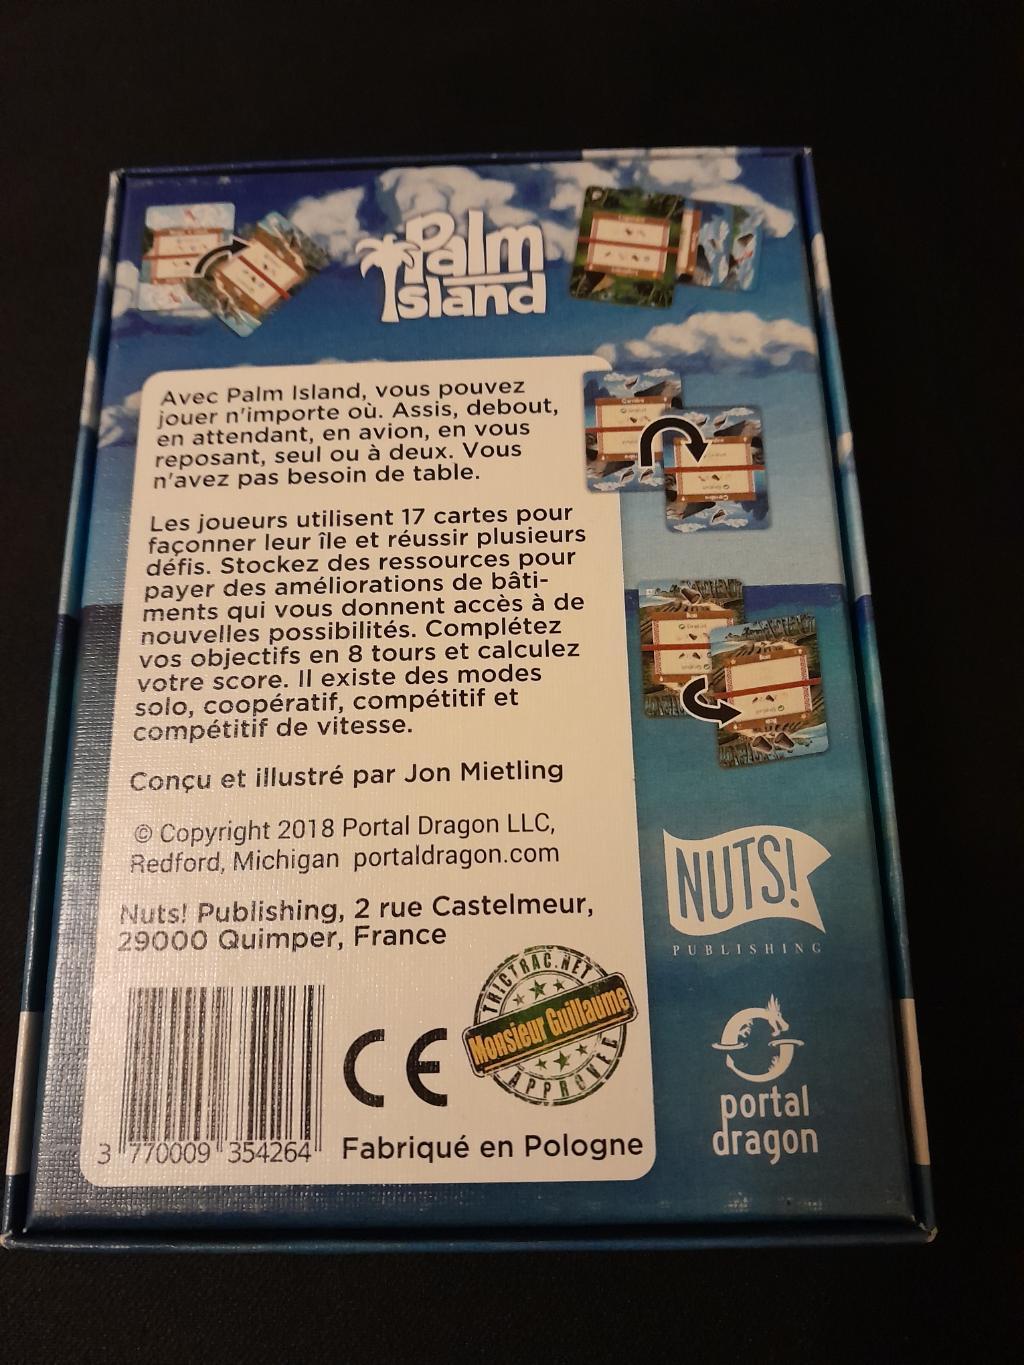 Palm
Island
Avec Palm Island, vous pouvez
jouer n'importe où. Assis, debout,
en attendant, en avion, en vous
reposant, seul ou à deux. Vous
n'avez pas besoin de table.
Les joueurs utilisent 17 cartes pour
façonner leur île et réussir plusieurs
défis. Stockez des ressources pour
payer des améliorations de bâti-
ments qui vous donnent accès à de
nouvelles possibilités. Complétez
vos objectifs en 8 tours et calculez
votre score. Il existe des modes
solo, coopératif, compétitif et
compétitif de vitesse.
Conçu et illustré par Jon Mietling
© Copyright 2018 Portal Dragon LLC,
Redford, Michigan portaldragon.com
Nuts! Publishing, 2 rue Castelmeur,
29000 Quimper, France
NUTS!
PUBLISHING
TRICTRAC.NET
Monsieur Guillaume
APPROVED
CE
3 770009 354264
Fabriqué en Pologne
portal
dragon